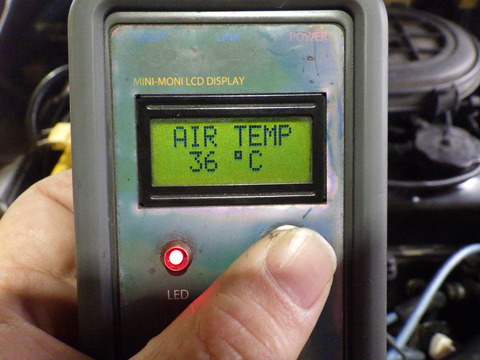 POWER
MINI-MONI LCD DISPLAY
AIR TEMP
36 °C
LED